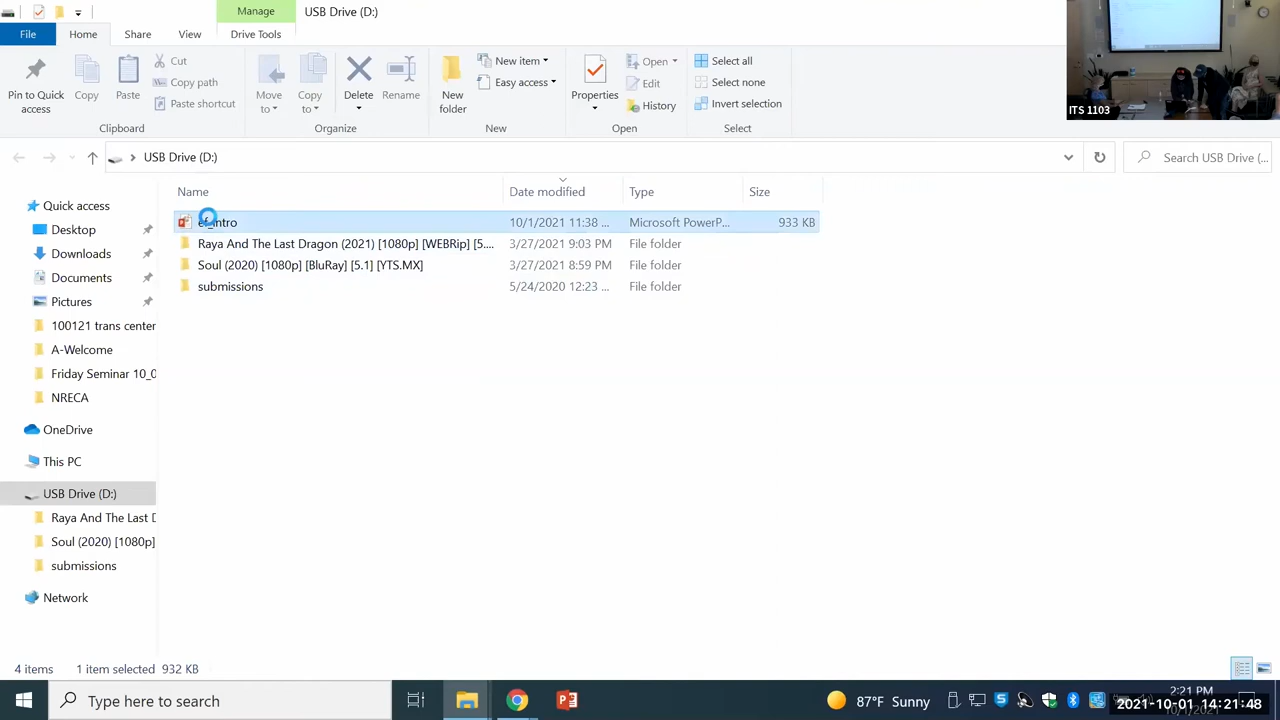 Manage
USB Drive (D:)
File
Home
Share
View
Drive Tools
Pin to Quick access
Copy
Paste
Cut
Copy path
Paste shortcut
Move to
Copy to
Delete
Rename
New folder
New item
Easy access
Properties
Open
Edit
History
Select all
Select none
Invert selection
Clipboard
Organize
New
Open
Select
ITS 1103
USB Drive (D:)
Search USB Drive (...
Name
Date modified
Type
Size
10/1/2021 11:38 ...
Microsoft PowerP...
933 KB
Raya And The Last Dragon (2021) [1080p] [WEBRip] [5....
3/27/2021 9:03 PM
File folder
Soul (2020) [1080p] [BluRay] [5.1] [YTS.MX]
3/27/2021 8:59 PM
File folder
submissions
5/24/2020 12:23 ...
File folder
Quick access
Desktop
Downloads
Documents
Pictures
100121 trans center
A-Welcome
Friday Seminar 10_0
NRECA
OneDrive
This PC
USB Drive (D:)
Raya And The Last D
Soul (2020) [1080p]
submissions
Network
4 items
1 item selected
932 KB
Type here to search
87°F Sunny
2:21 PM
2021-10-01 14:21:48